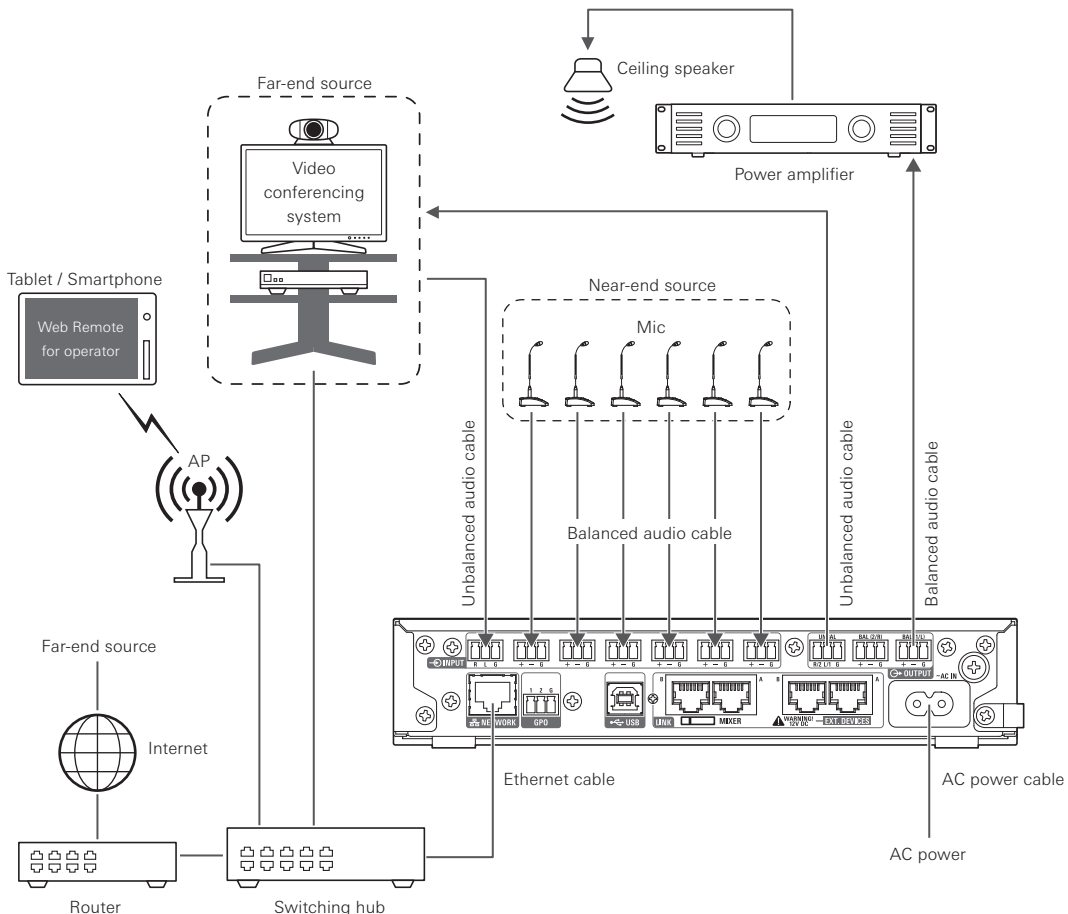 Ceiling speaker
Far-end source
Power amplifier
Video
conferencing
system
Tablet / Smartphone
Near-end source
Web Remote
for operator
Mic
AP
Unbalanced audio cable
Balanced audio cable
Unbalanced audio cable
Balanced audio cable
INPUT
R L G
+ − G
+ − G
+ − G
+ − G
+ − G
+ − G
UNBAL
R/2 L/1 G
BAL (2/R)
+ − G
BAL (1/L)
+ − G
OUTPUT
~AC IN
NETWORK
1 2 G
GPO
USB
LINK
B
A
MIXER
B
A
WARNING!
12V DC
EXT. DEVICES
Far-end source
Internet
Ethernet cable
AC power cable
AC power
Router
Switching hub